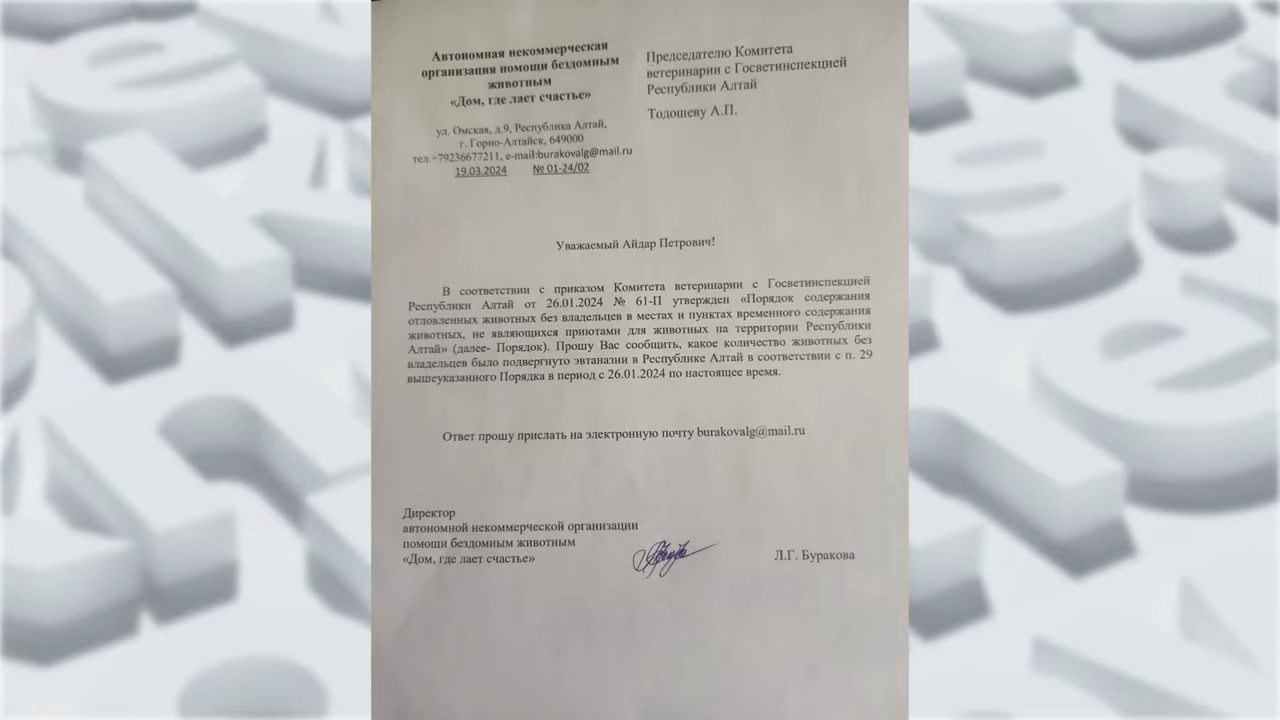 Автономная некоммерческая
организация помощи бездомным
животным
«Дом, где лает счастье»
ул. Омская, д.9, Республика Алтай,
г. Горно-Алтайск, 649000
тел.+79236677211, e-mail:burakovalg@mail.ru
19.03.2024 № 01-24/02
Председателю Комитета
ветеринарии с Госветинспекцией
Республики Алтай
Тодошеву А.П.
Уважаемый Айдар Петрович!
В соответствии с приказом Комитета ветеринарии с Госветинспекцией
Республики Алтай от 26.01.2024 № 61-П утвержден «Порядок содержания
отловленных животных без владельцев в местах и пунктах временного содержания
животных, не являющихся приютами для животных на территории Республики
Алтай» (далее- Порядок). Прошу Вас сообщить, какое количество животных без
владельцев было подвергнуто эвтаназии в Республике Алтай в соответствии с п. 29
вышеуказанного Порядка в период с 26.01.2024 по настоящее время.
Ответ прошу прислать на электронную почту burakovalg@mail.ru
Директор
автономной некоммерческой организации
помощи бездомным животным
«Дом, где лает счастье»
Л.Г. Буракова